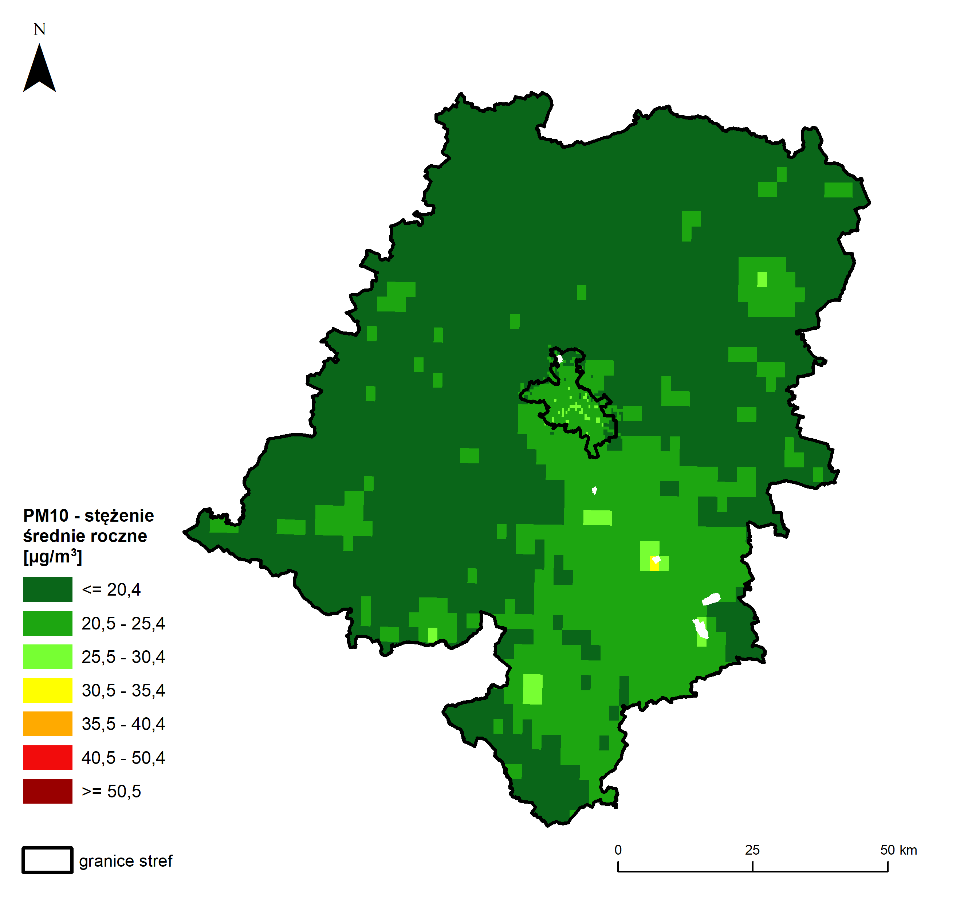 N
PM10 - stężenie
średnie roczne
[µg/m³]
<= 20,4
20,5 - 25,4
25,5 - 30,4
30,5 - 35,4
35,5 - 40,4
40,5 - 50,4
>= 50,5
granice stref
0 25 50 km